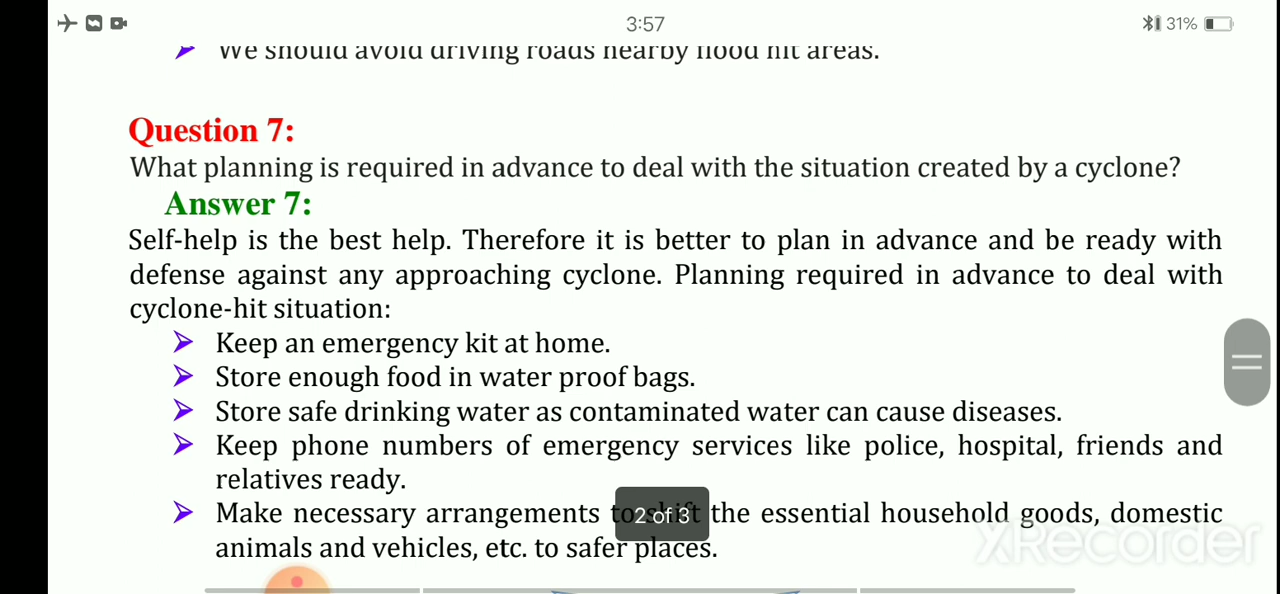 3:57
31%
We should avoid driving roads nearby flood hit areas.
Question 7:
What planning is required in advance to deal with the situation created by a cyclone?
Answer 7:
Self-help is the best help. Therefore it is better to plan in advance and be ready with
defense against any approaching cyclone. Planning required in advance to deal with
cyclone-hit situation:
Keep an emergency kit at home.
Store enough food in water proof bags.
Store safe drinking water as contaminated water can cause diseases.
Keep phone numbers of emergency services like police, hospital, friends and
relatives ready.
Make necessary arrangements to shift the essential household goods, domestic
2 of 3
animals and vehicles, etc. to safer places.
XRecorder